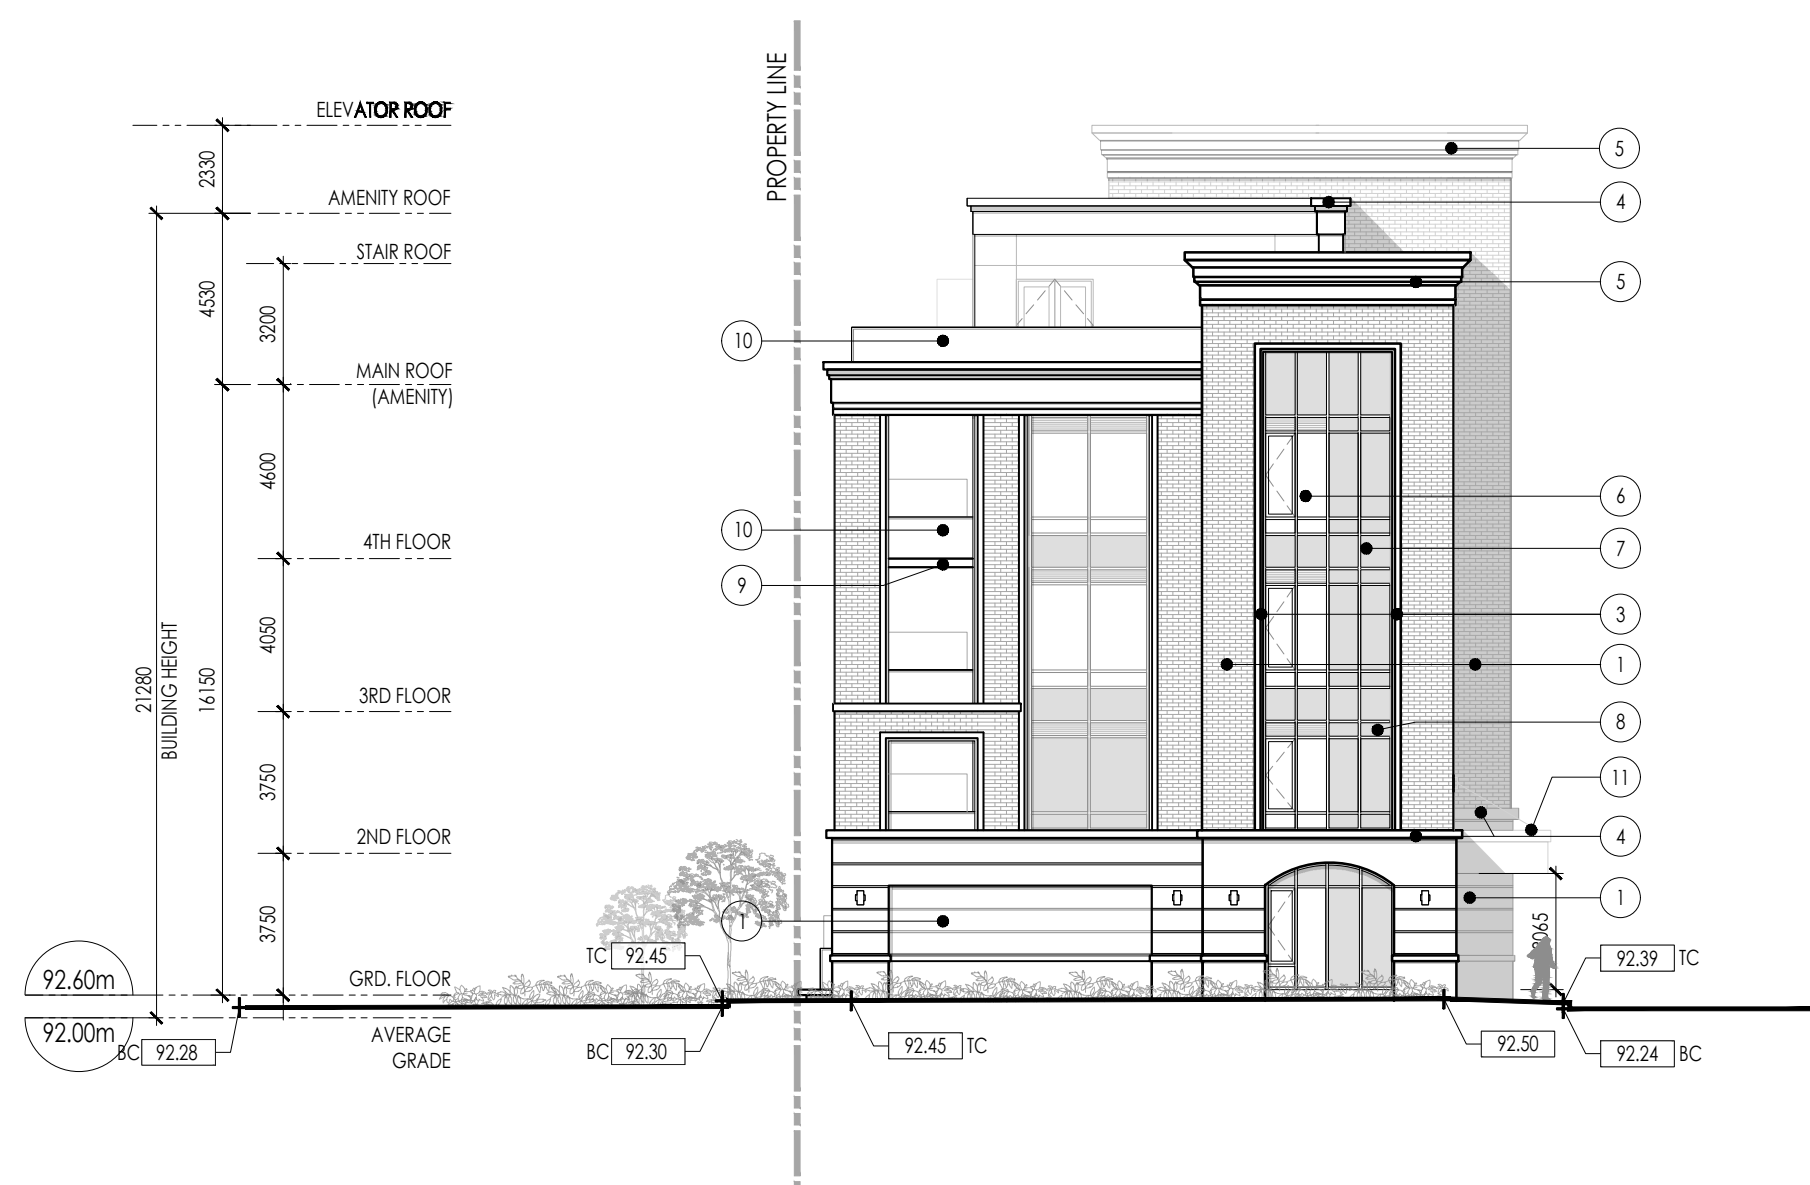 PROPERTY LINE
ELEVATOR ROOF
2330
5
AMENITY ROOF
4
STAIR ROOF
4530
3200
5
10
MAIN ROOF
(AMENITY)
4600
6
10
4TH FLOOR
7
9
4050
3
21280
BUILDING HEIGHT
16150
1
3RD FLOOR
8
3750
11
2ND FLOOR
4
3750
1
1
3065
TC 92.45
92.39 TC
92.60m
GRD. FLOOR
92.00m
AVERAGE
GRADE
BC 92.28
BC 92.30
92.45 TC
92.50
92.24 BC